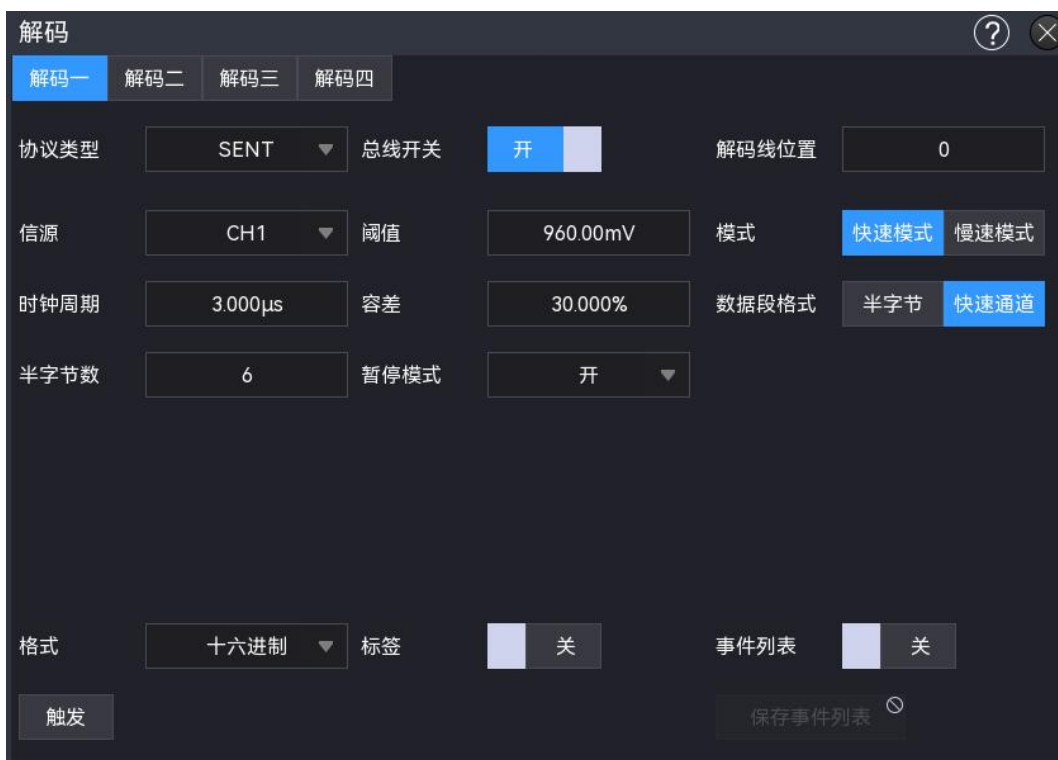 解码
解码一 解码二 解码三 解码四
协议类型 SENT 总线开关 开 解码线位置 0
信源 CH1 阈值 960.00mV 模式 快速模式 慢速模式
时钟周期 3.000μs 容差 30.000% 数据段格式 半字节 快速通道
半字节数 6 暂停模式 开
格式 十六进制 标签 关 事件列表 关
触发 保存事件列表